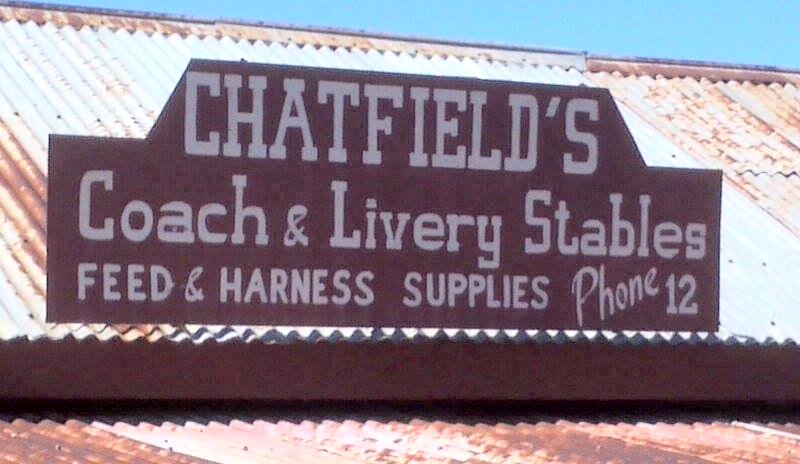 CHATFIELD'S
Coach & Livery Stables
FEED & HARNESS SUPPLIES Phone 12